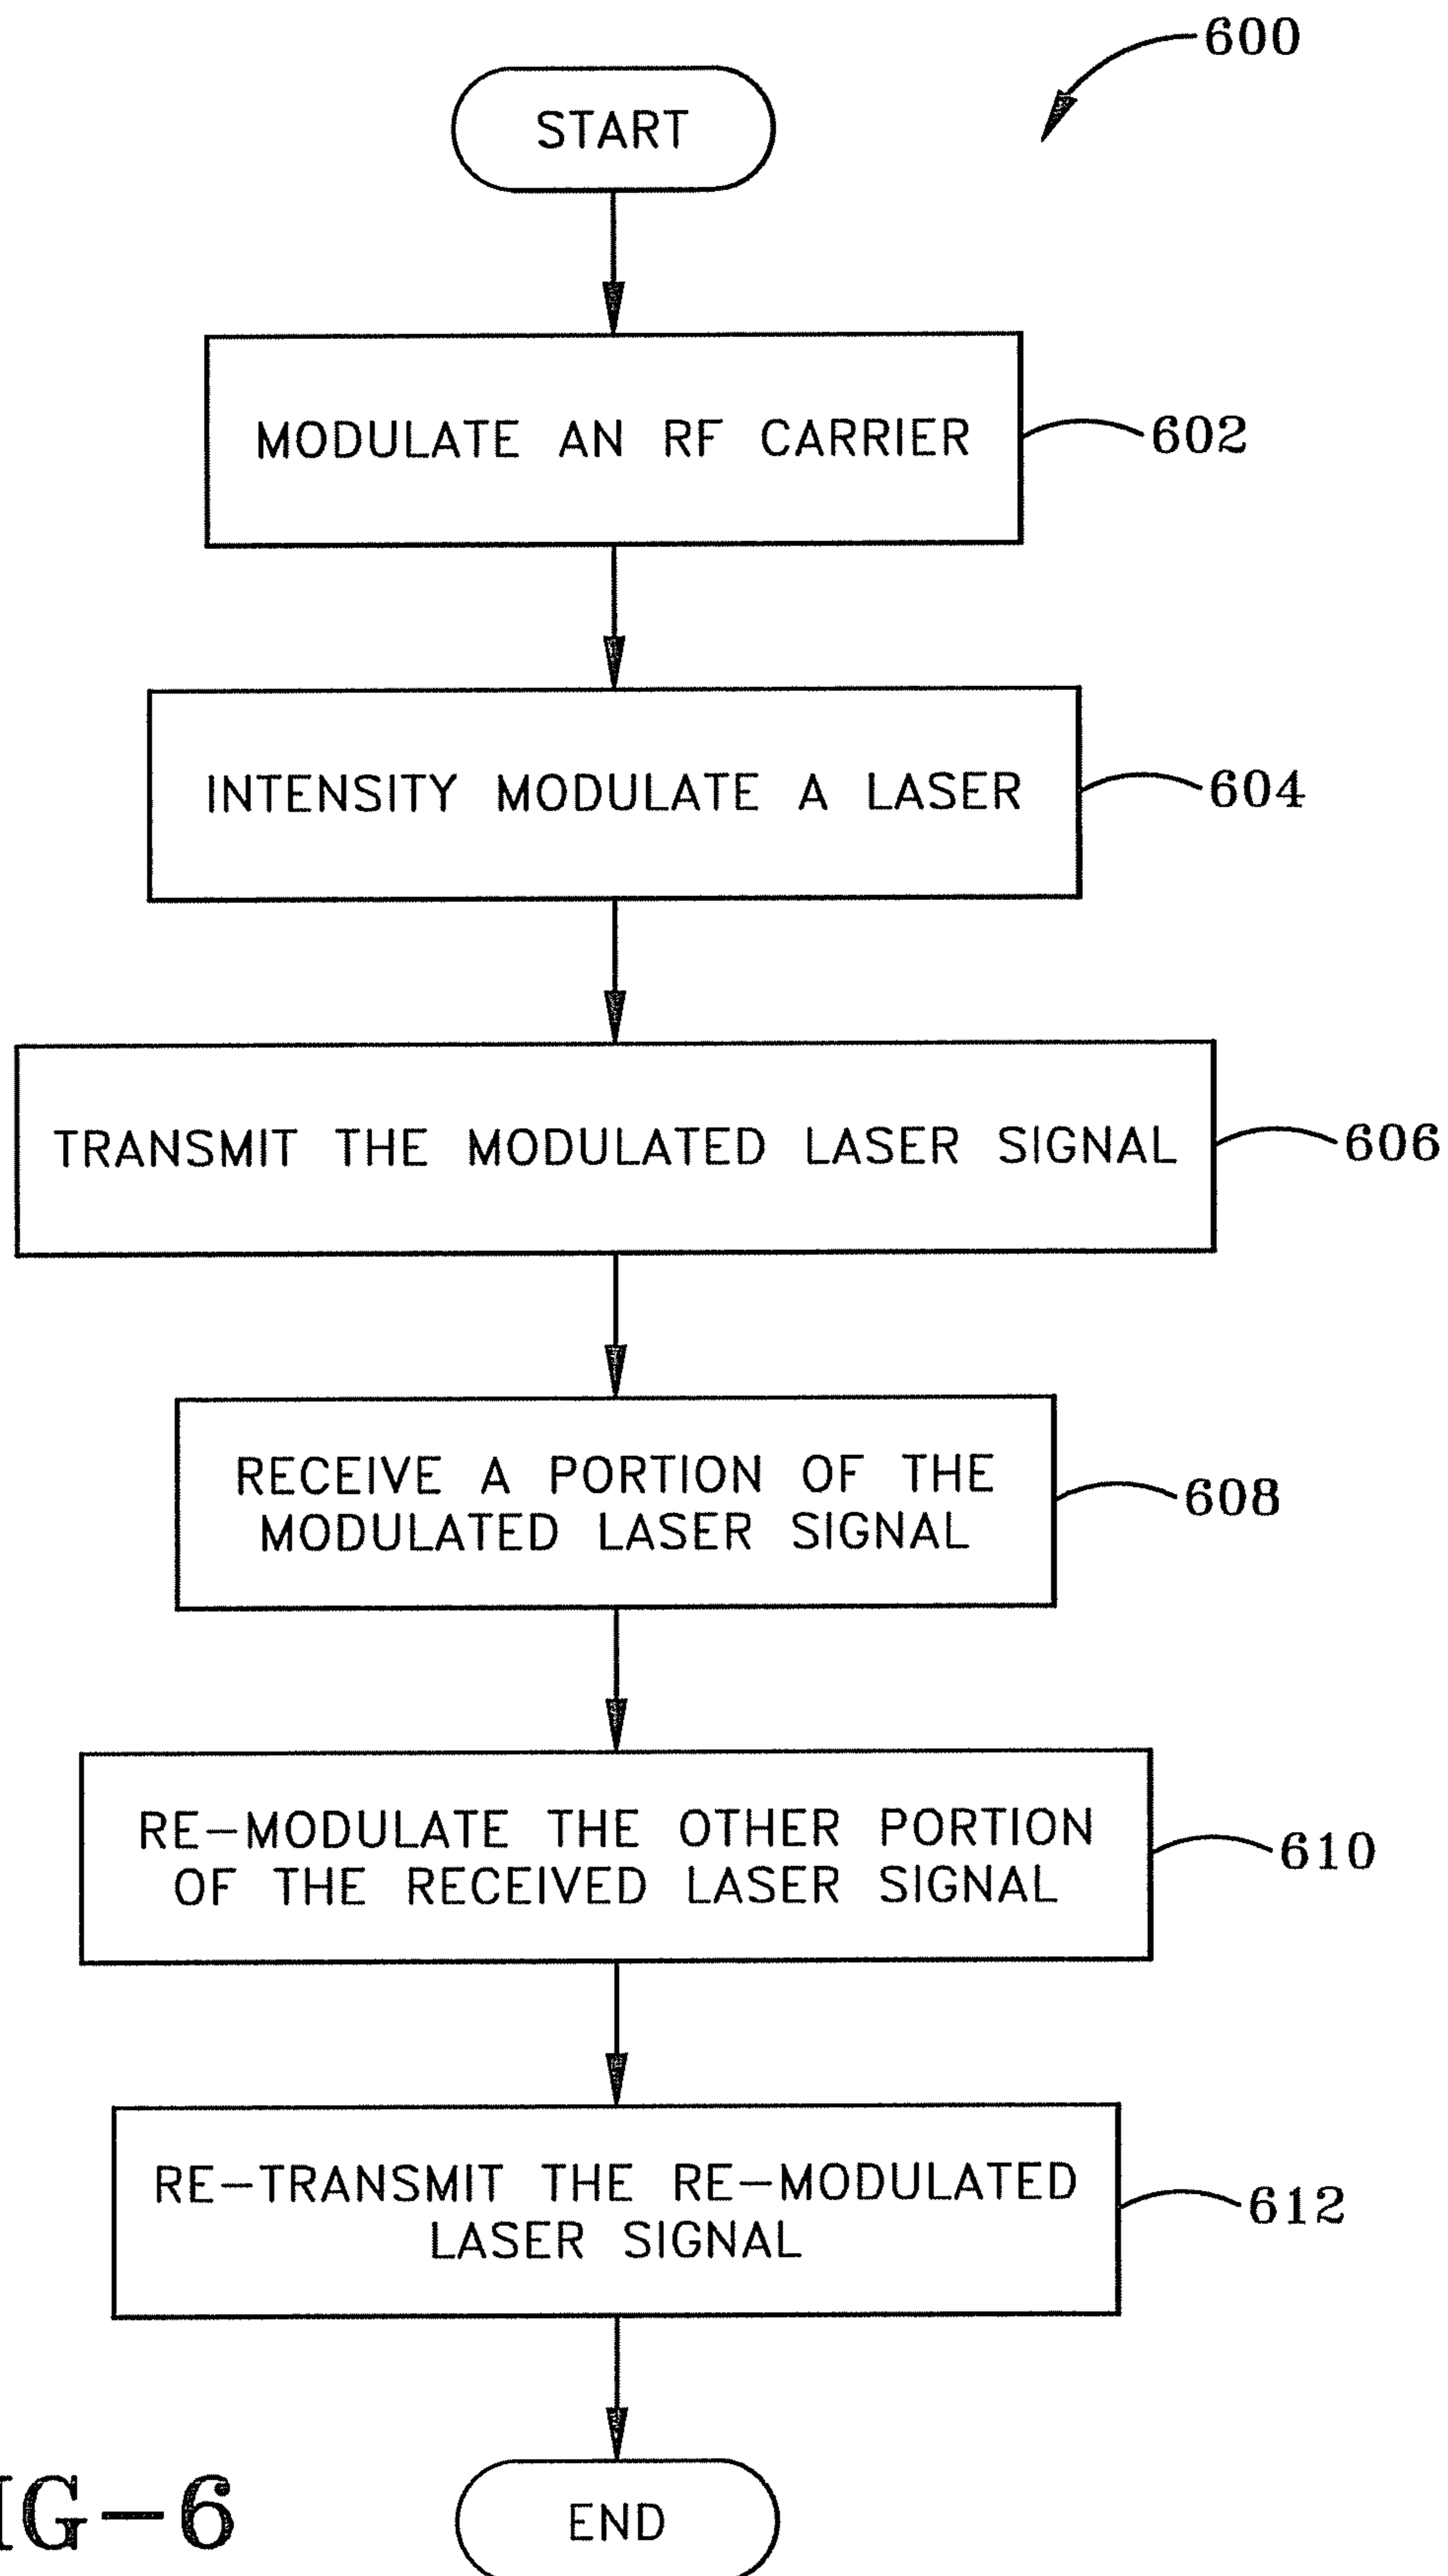 600
START
MODULATE AN RF CARRIER
602
INTENSITY MODULATE A LASER
604
TRANSMIT THE MODULATED LASER SIGNAL
606
RECEIVE A PORTION OF THE
MODULATED LASER SIGNAL
608
RE-MODULATE THE OTHER PORTION
OF THE RECEIVED LASER SIGNAL
610
RE-TRANSMIT THE RE-MODULATED
LASER SIGNAL
612
END
IG-6